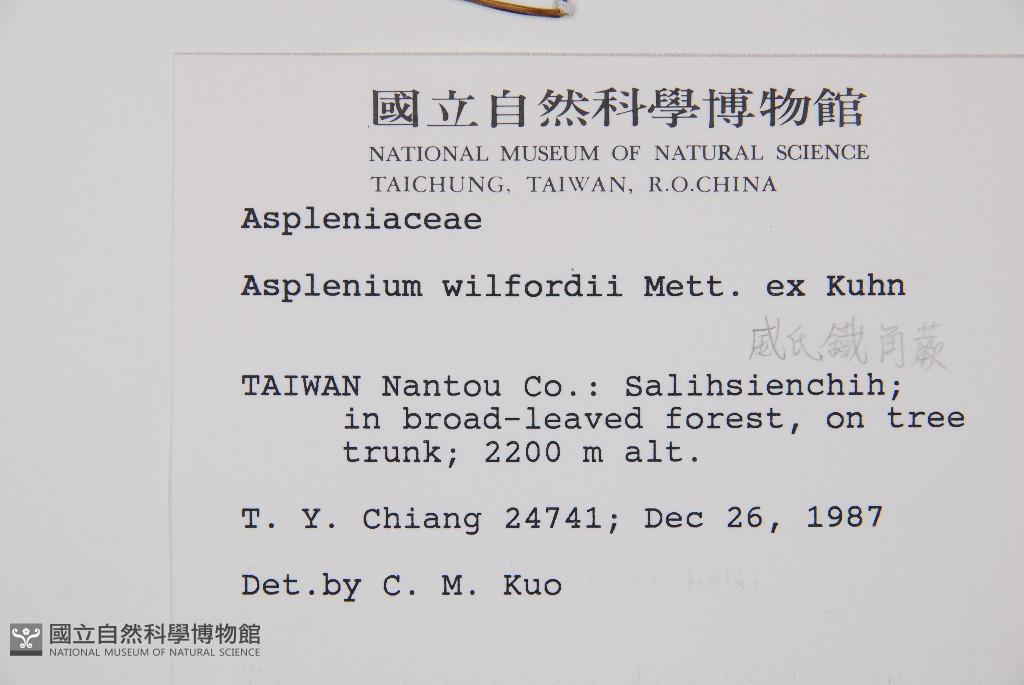 國立自然科學博物館
NATIONAL MUSEUM OF NATURAL SCIENCE
TAICHUNG, TAIWAN, R.O.CHINA
Aspleniaceae
Asplenium wilfordii Mett. ex Kuhn
威氏鐵角蕨
TAIWAN Nantou Co.: Salihsienchih;
in broad-leaved forest, on tree
trunk; 2200 m alt.
T. Y. Chiang 24741; Dec 26, 1987
Det.by C. M. Kuo
國立自然科學博物館
NATIONAL MUSEUM OF NATURAL SCIENCE